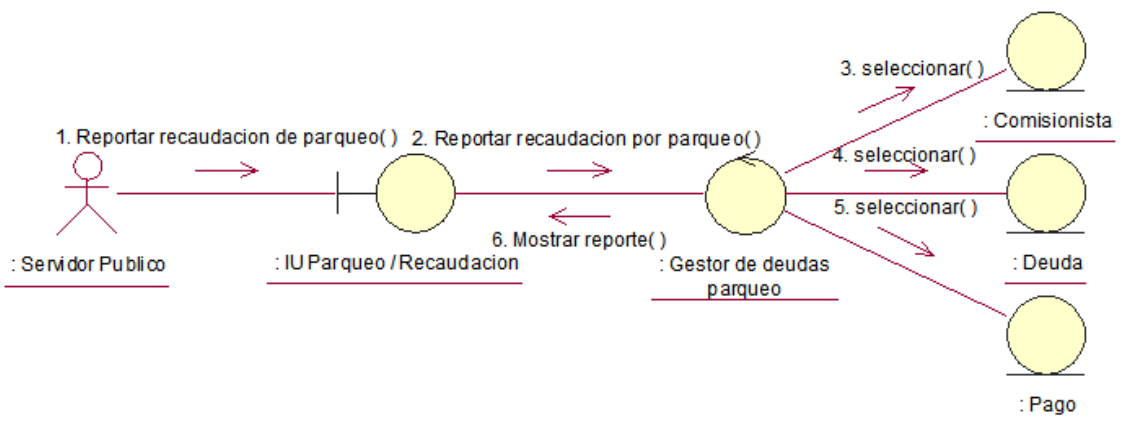 3. seleccionar( )
: Comisionista
1. Reportar recaudacion de parqueo( )
2. Reportar recaudacion por parqueo( )
4. seleccionar( )
5. seleccionar( )
6. Mostrar reporte( )
: Servidor Publico
: IU Parqueo / Recaudacion
: Gestor de deudas
parqueo
: Deuda
: Pago